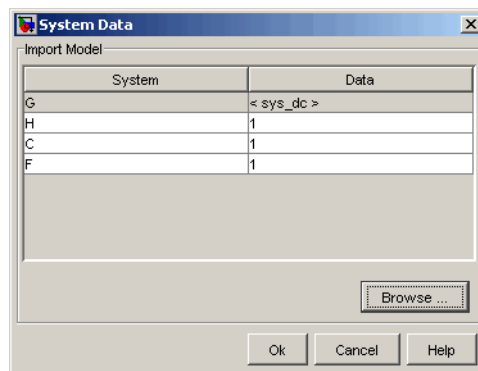 System Data
Import Model
System Data
G < sys_dc >
H 1
C 1
F 1
Browse ...
Ok Cancel Help